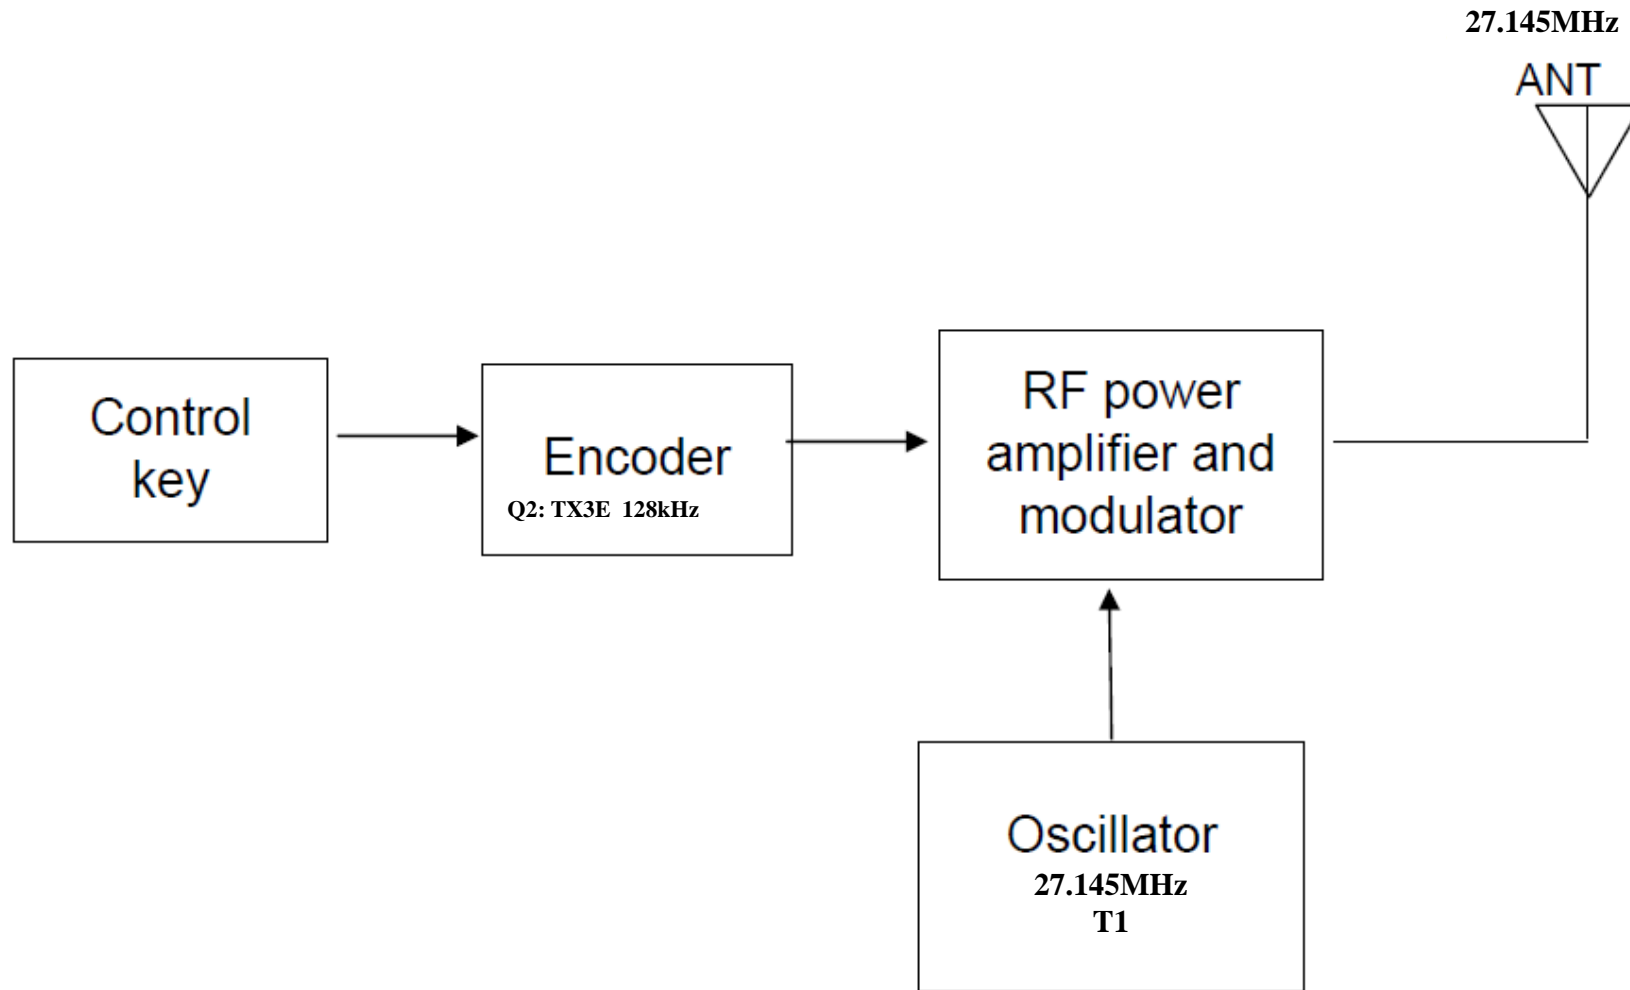 27.145MHz
ANT
Control
key
Encoder
Q2: TX3E 128kHz
RF power
amplifier and
modulator
Oscillator
27.145MHz
T1